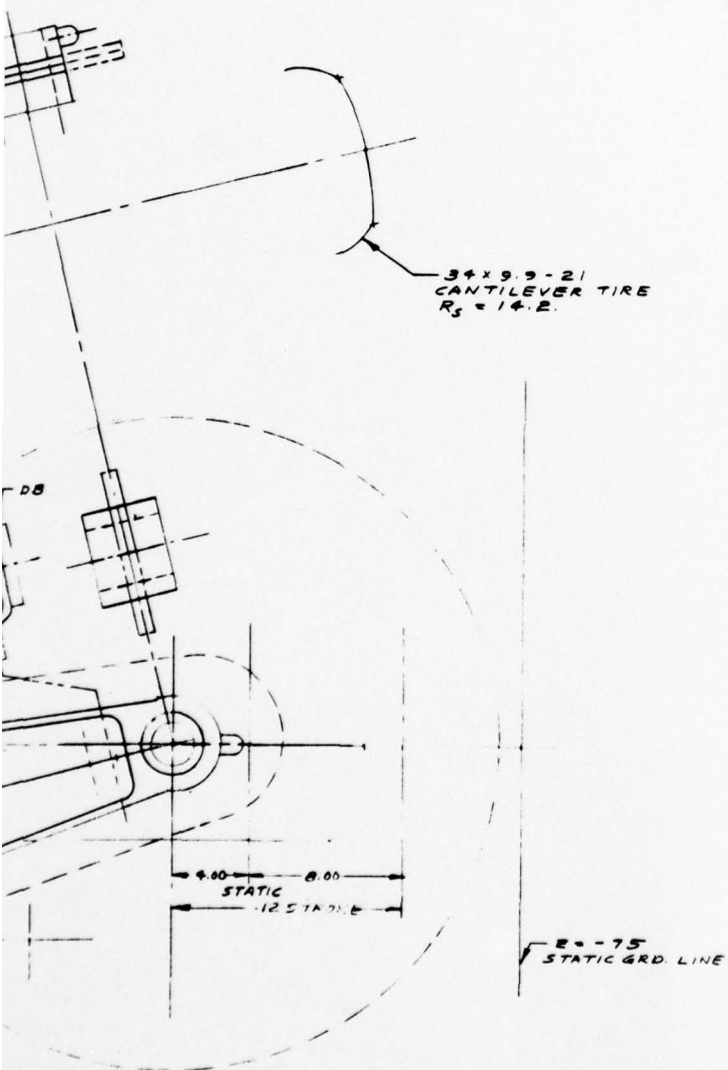 34 X 9.9-21
CANTILEVER TIRE
Rs = 14.2.
DB
4.00
8.00
STATIC
12 STROKE
Z = -75
STATIC GRD. LINE